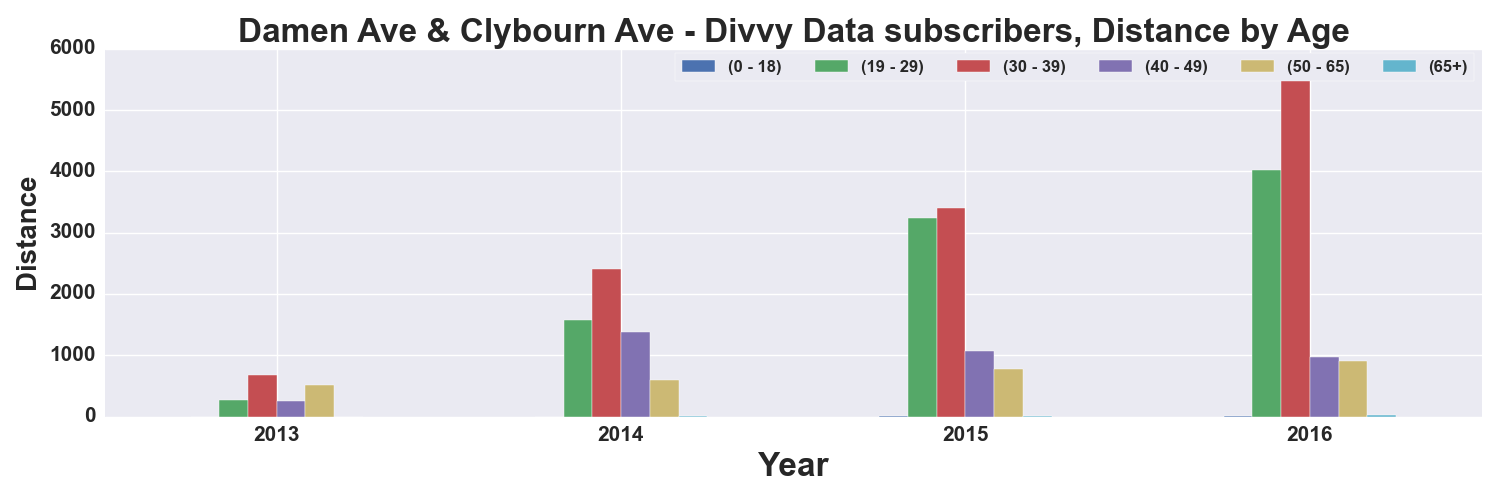 Damen Ave & Clybourn Ave - Divvy Data subscribers, Distance by Age
(0 - 18) (19 - 29) (30 - 39) (40 - 49) (50 - 65) (65+)
Distance
6000
5000
4000
3000
2000
1000
0
2013 2014 2015 2016
Year